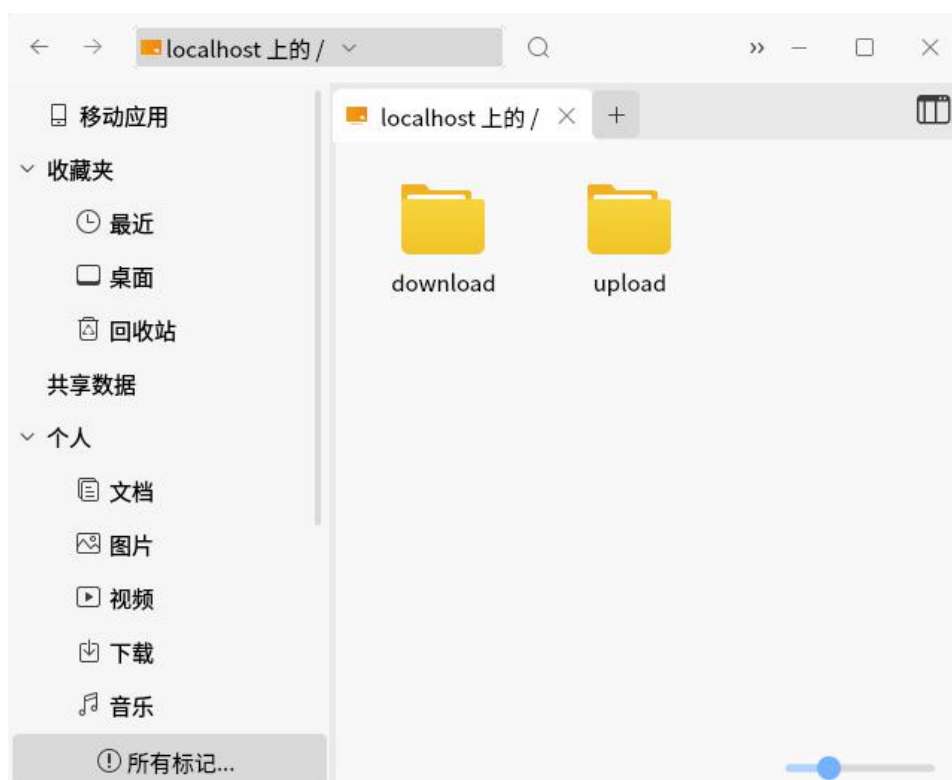 localhost 上的 /
移动应用
收藏夹
最近
桌面
回收站
共享数据
个人
文档
图片
视频
下载
音乐
所有标记...
localhost 上的 /
download
upload